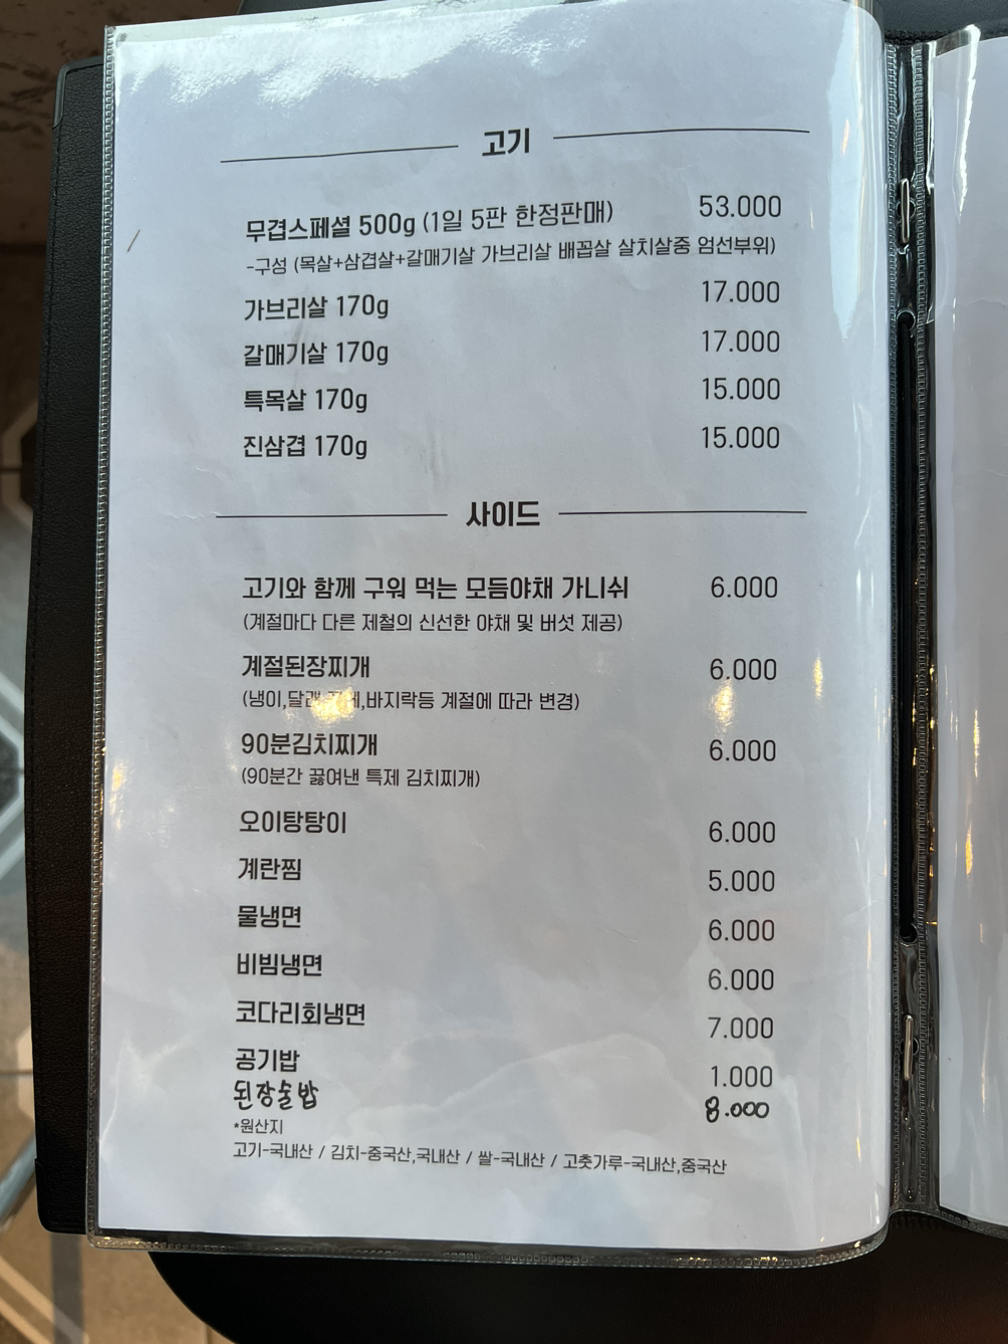 고기
무겹스페셜 500g (1일 5판 한정판매) 53.000
-구성 (목살+삼겹살+갈매기살 가브리살 배꼽살 살치살중 엄선부위)
가브리살 170g 17.000
갈매기살 170g 17.000
특목살 170g 15.000
진삼겹 170g 15.000
사이드
고기와 함께 구워 먹는 모듬야채 가니쉬 6.000
(계절마다 다른 제철의 신선한 야채 및 버섯 제공)
계절된장찌개 6.000
(냉이,달래,바지락등 계절에 따라 변경)
90분김치찌개 6.000
(90분간 끓여낸 특제 김치찌개)
오이탕탕이 6.000
계란찜 5.000
물냉면 6.000
비빔냉면 6.000
코다리회냉면 7.000
공기밥 1.000
된장술밥 8.000
*원산지
고기-국내산 / 김치-중국산,국내산 / 쌀-국내산 / 고춧가루-국내산,중국산